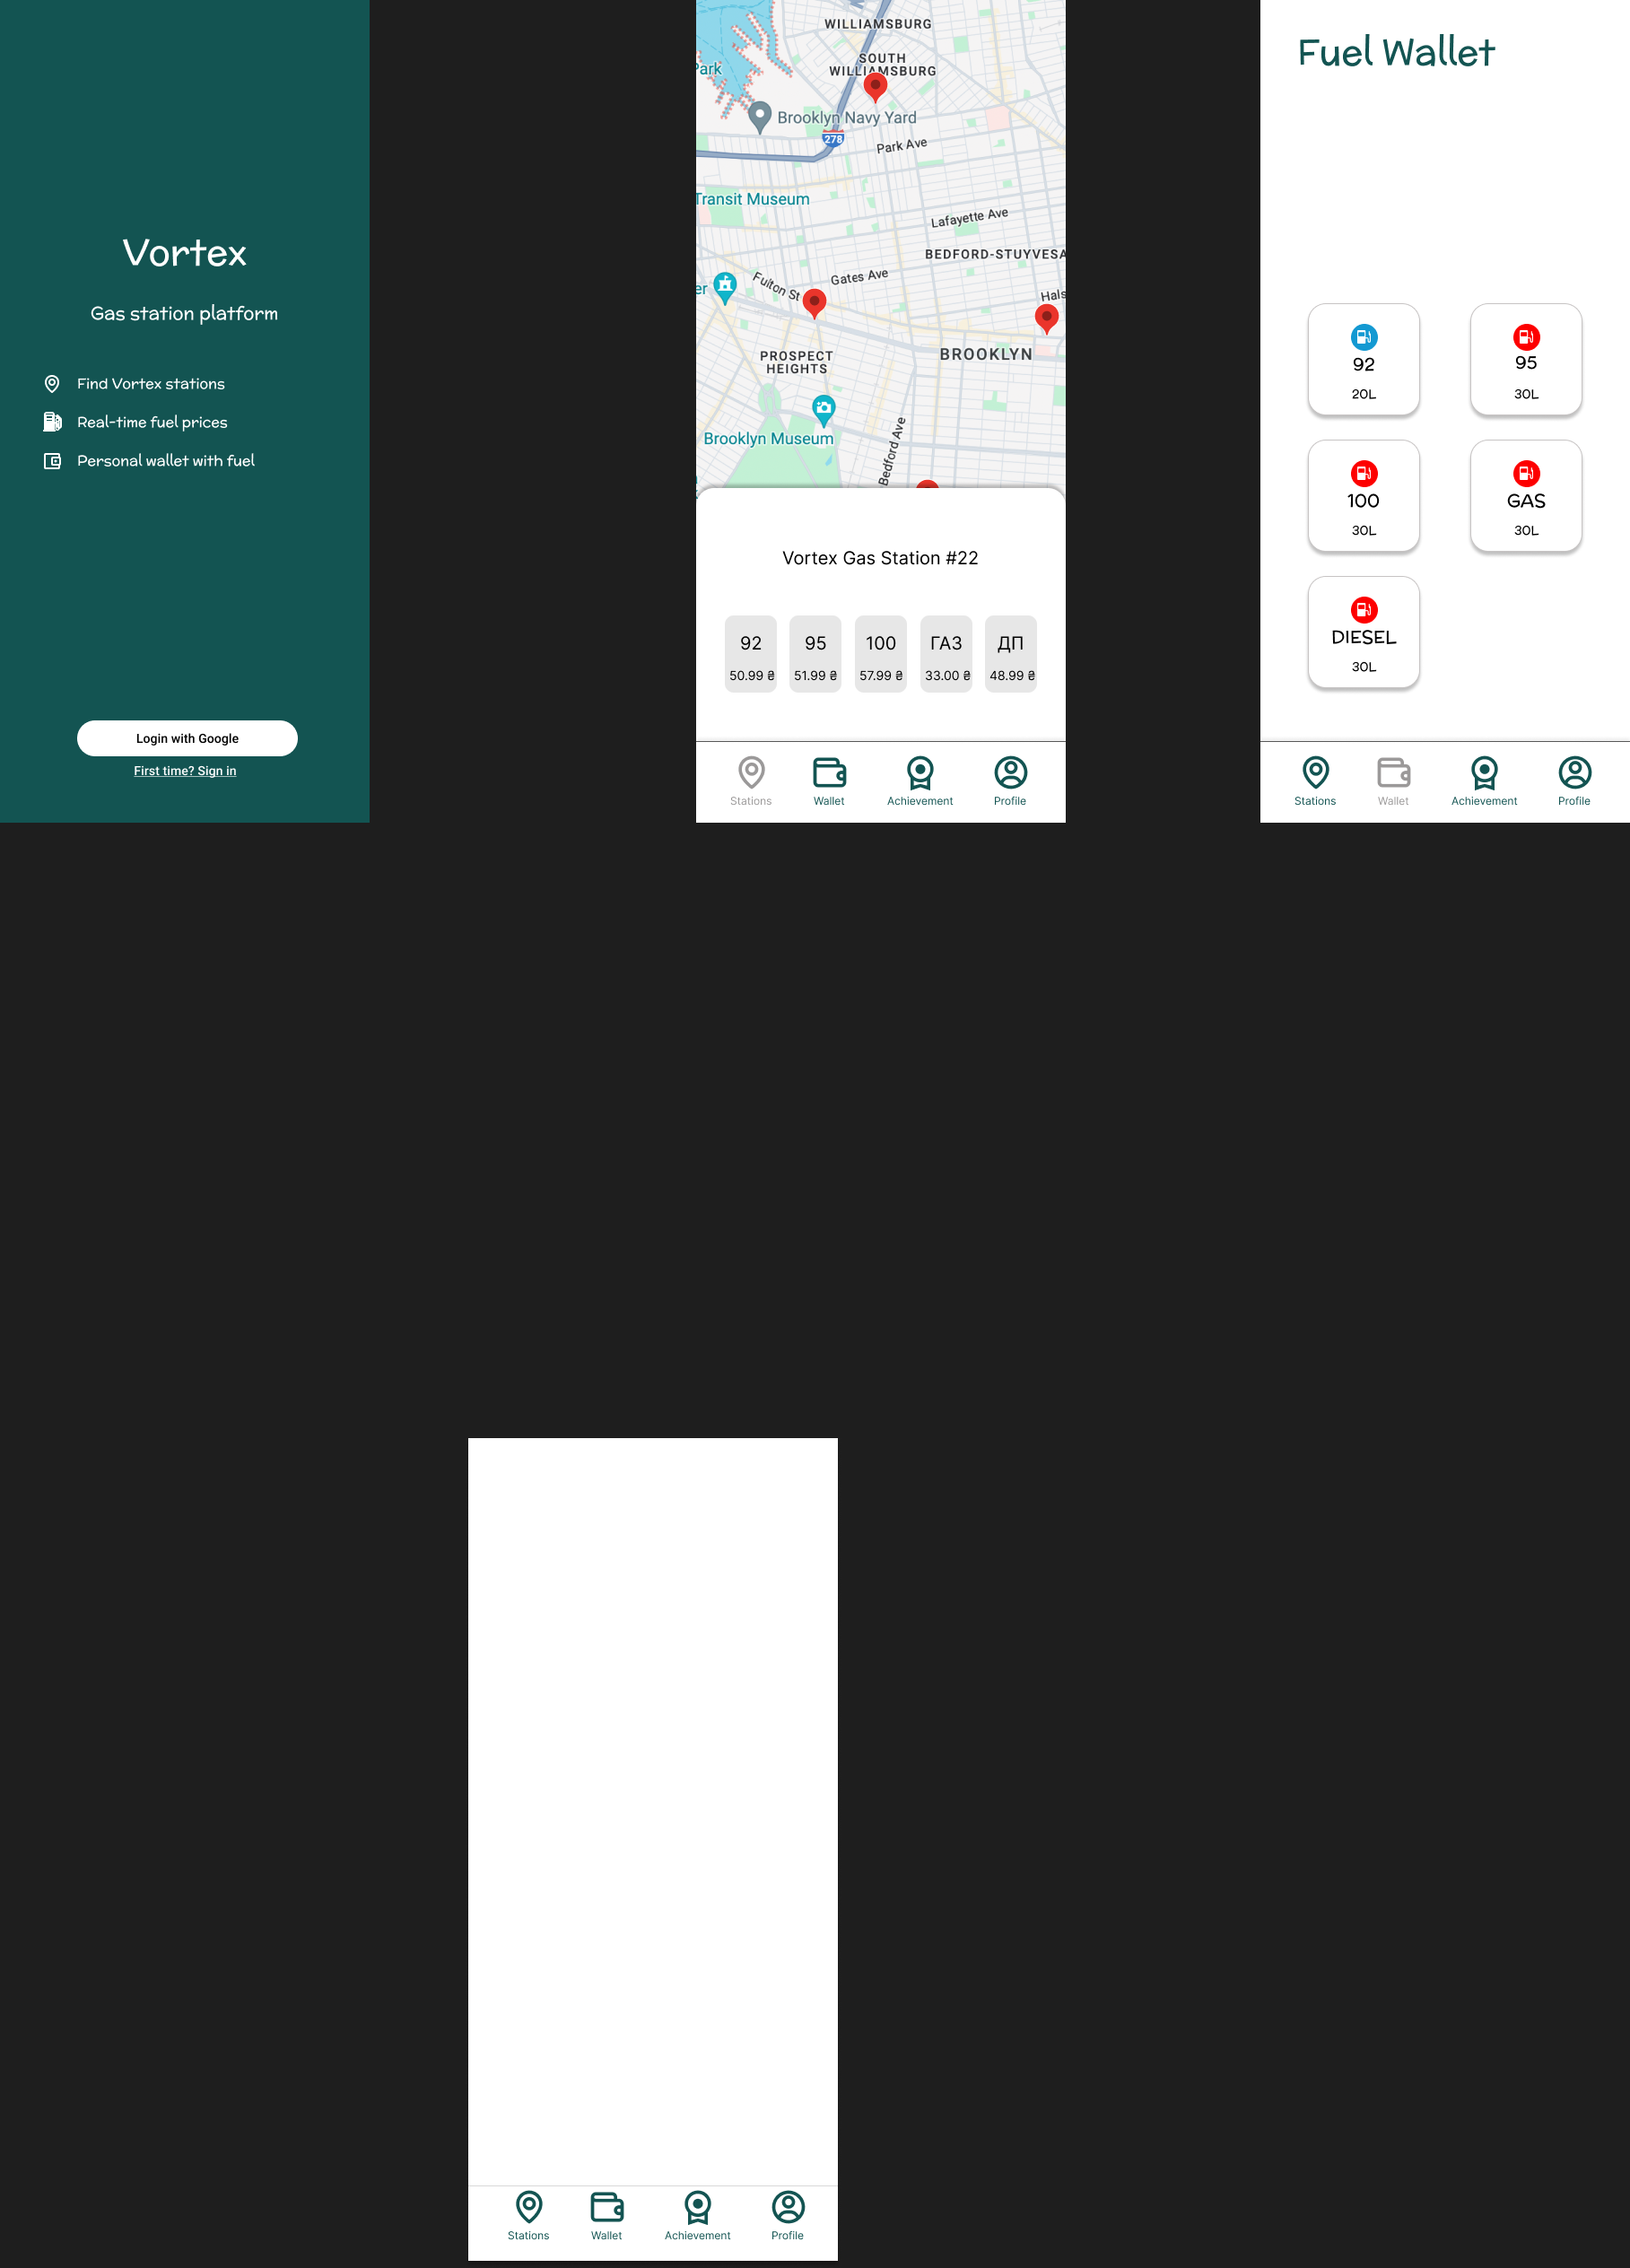 Vortex
Gas station platform
Find Vortex stations
Real-time fuel prices
Personal wallet with fuel
Login with Google
First time? Sign in
WILLIAMSBURG
SOUTH
WILLIAMSBURG
Park
Brooklyn Navy Yard
278
Park Ave
Transit Museum
Lafayette Ave
BEDFORD-STUYVESA
Fulton St
Gates Ave
er
Hals
PROSPECT
HEIGHTS
BROOKLYN
Brooklyn Museum
Bedford Ave
Vortex Gas Station #22
92 95 100 ГАЗ ДП
50.99 ₴ 51.99 ₴ 57.99 ₴ 33.00 ₴ 48.99 ₴
Stations Wallet Achievement Profile
Fuel Wallet
92
20L
95
30L
100
30L
GAS
30L
DIESEL
30L
Stations Wallet Achievement Profile
Stations Wallet Achievement Profile